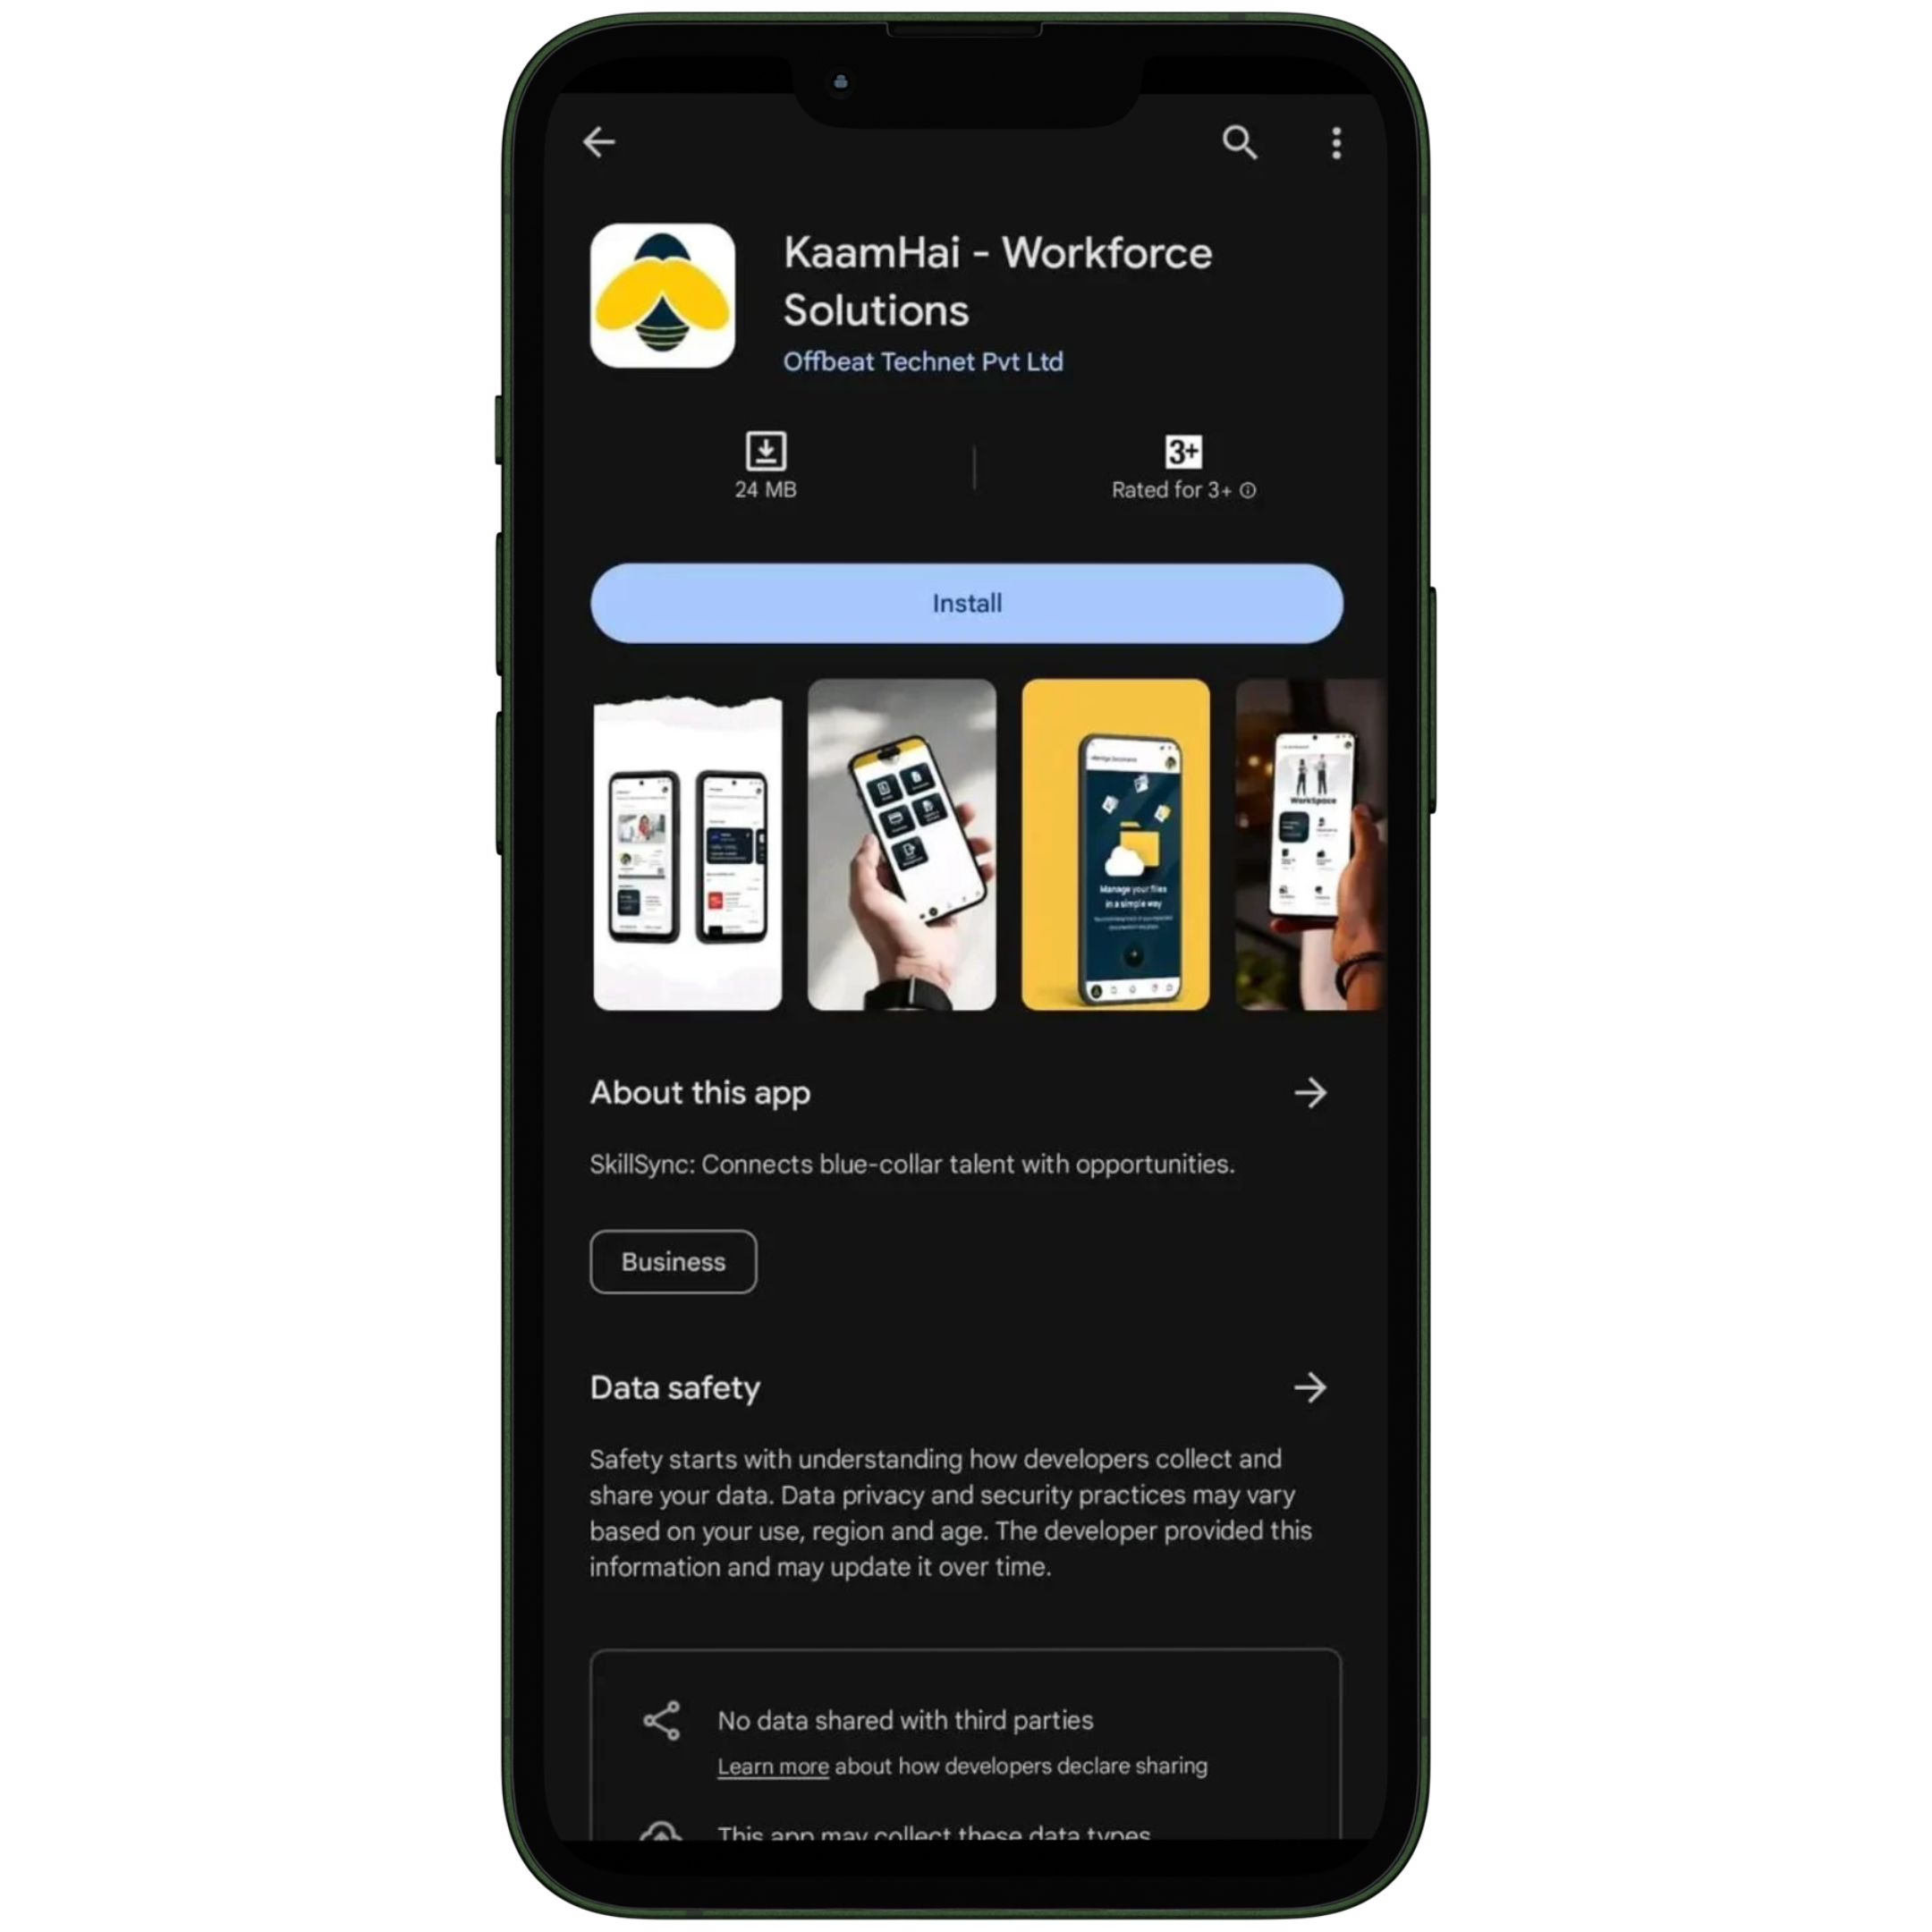 KaamHai - Workforce
Solutions
Offbeat Technet Pvt Ltd
24 MB
3+
Rated for 3+
Install
WorkSpace
Manage your files
in a simple way
About this app
SkillSync: Connects blue-collar talent with opportunities.
Business
Data safety
Safety starts with understanding how developers collect and
share your data. Data privacy and security practices may vary
based on your use, region and age. The developer provided this
information and may update it over time.
No data shared with third parties
Learn more about how developers declare sharing
This app may collect these data types